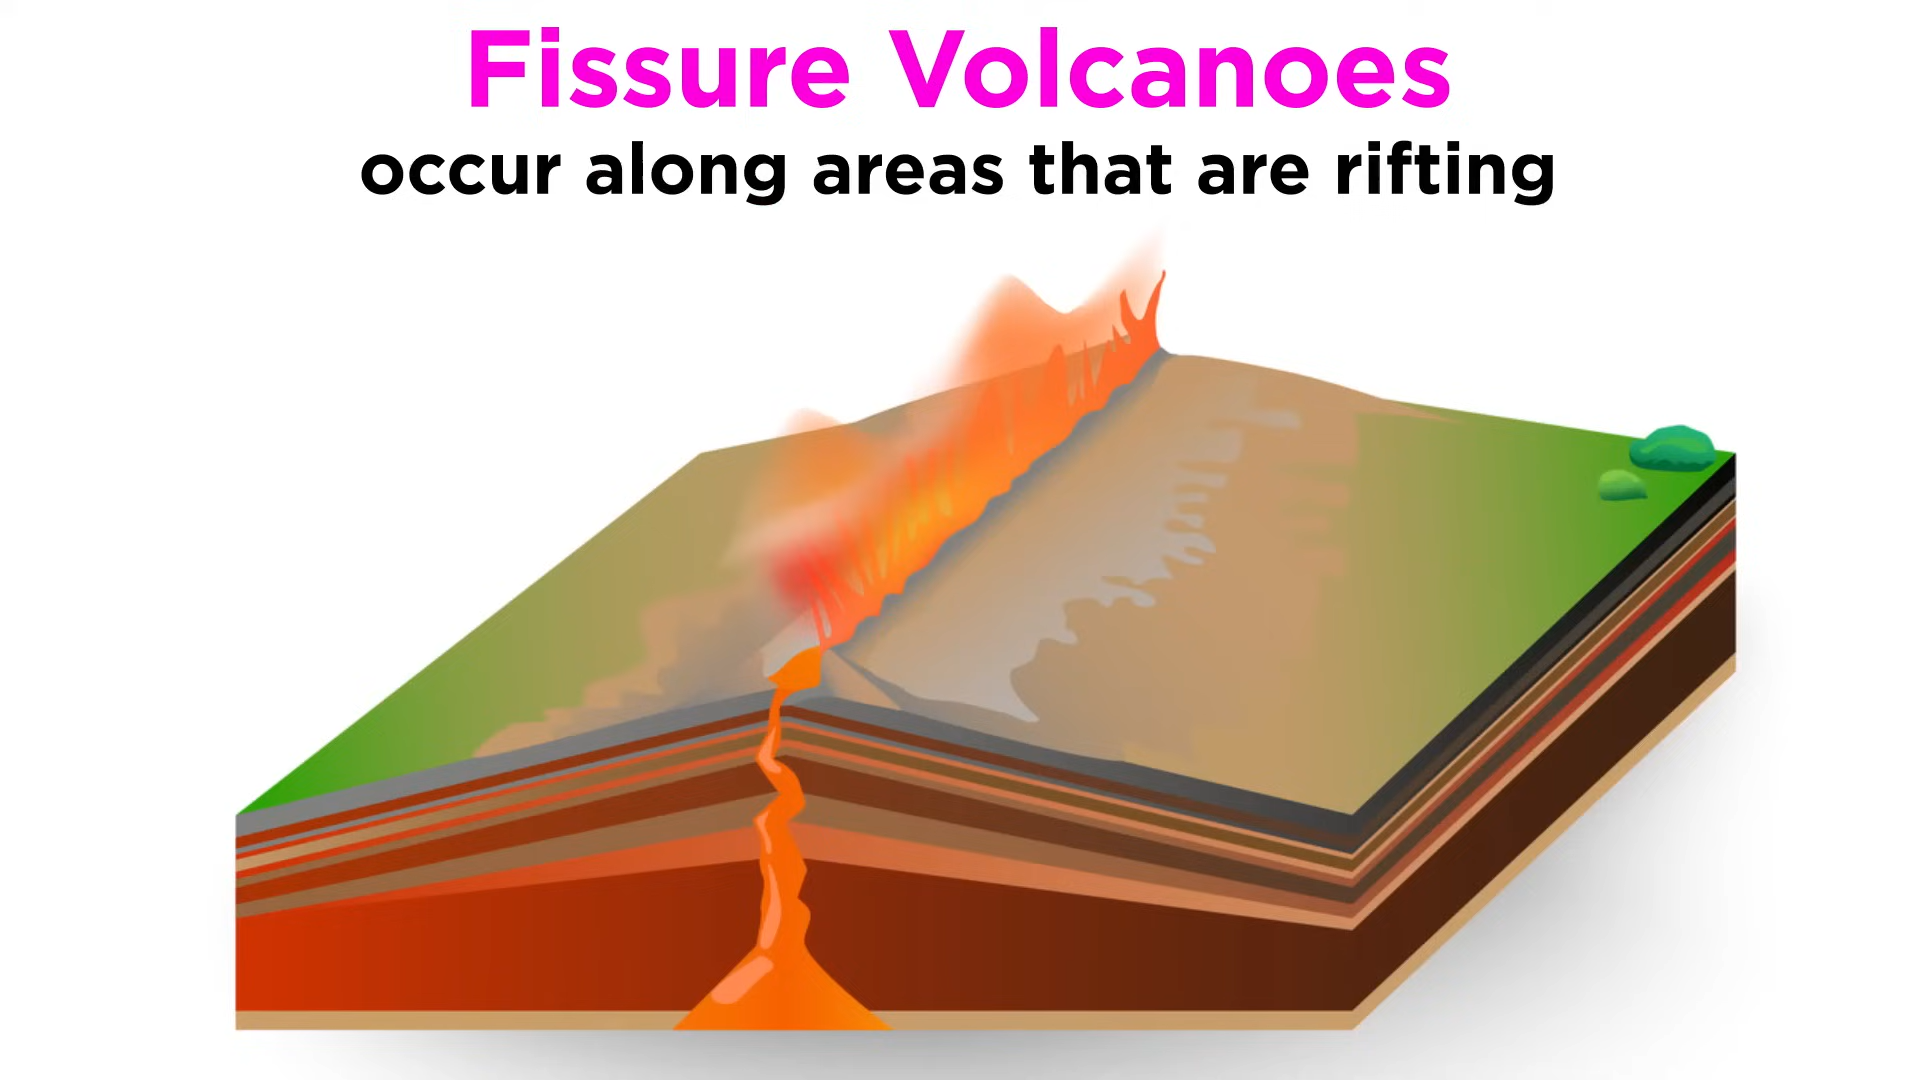 Fissure Volcanoes
occur along areas that are rifting